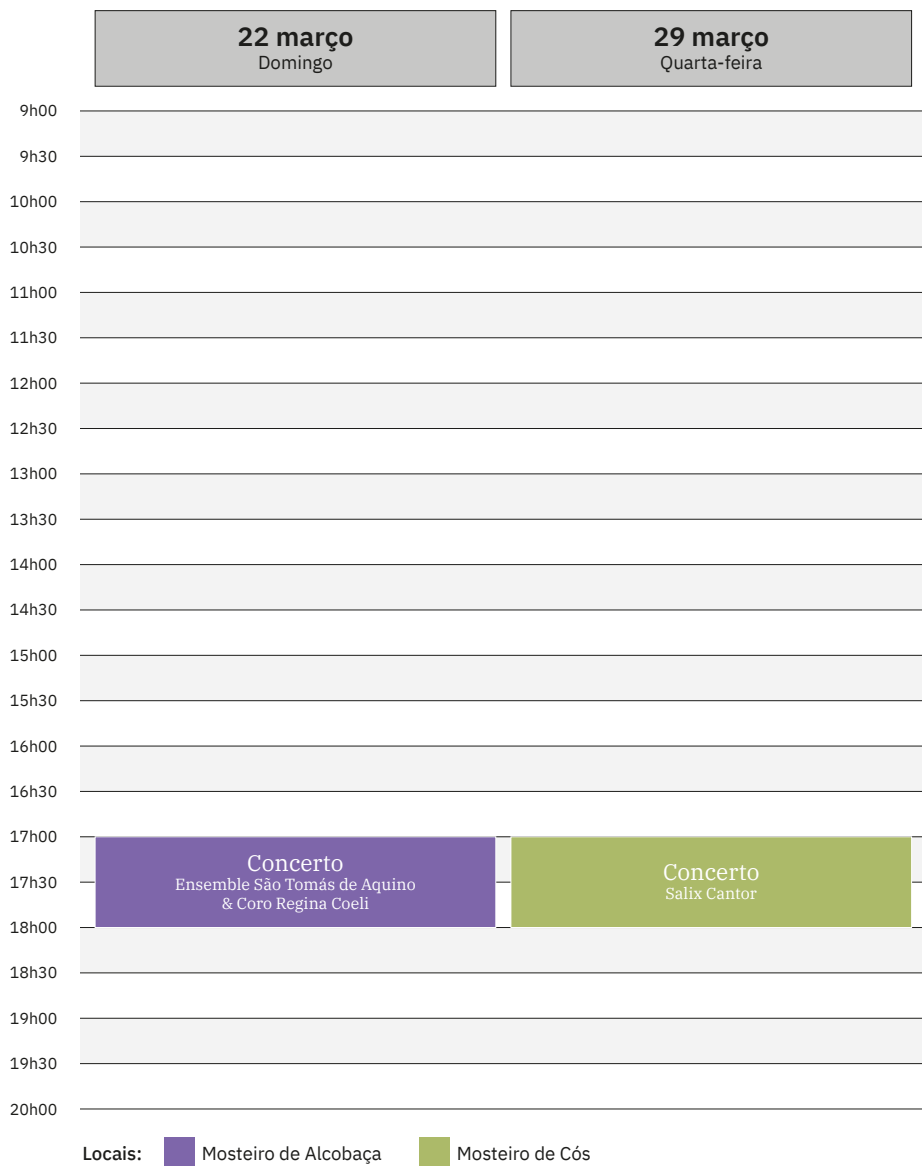 22 março
Domingo
29 março
Quarta-feira
9h00
9h30
10h00
10h30
11h00
11h30
12h00
12h30
13h00
13h30
14h00
14h30
15h00
15h30
16h00
16h30
17h00
17h30
18h00
18h30
19h00
19h30
20h00
Concerto
Ensemble São Tomás de Aquino
& Coro Regina Coeli
Concerto
Salix Cantor
Locais: Mosteiro de Alcobaça Mosteiro de Cós